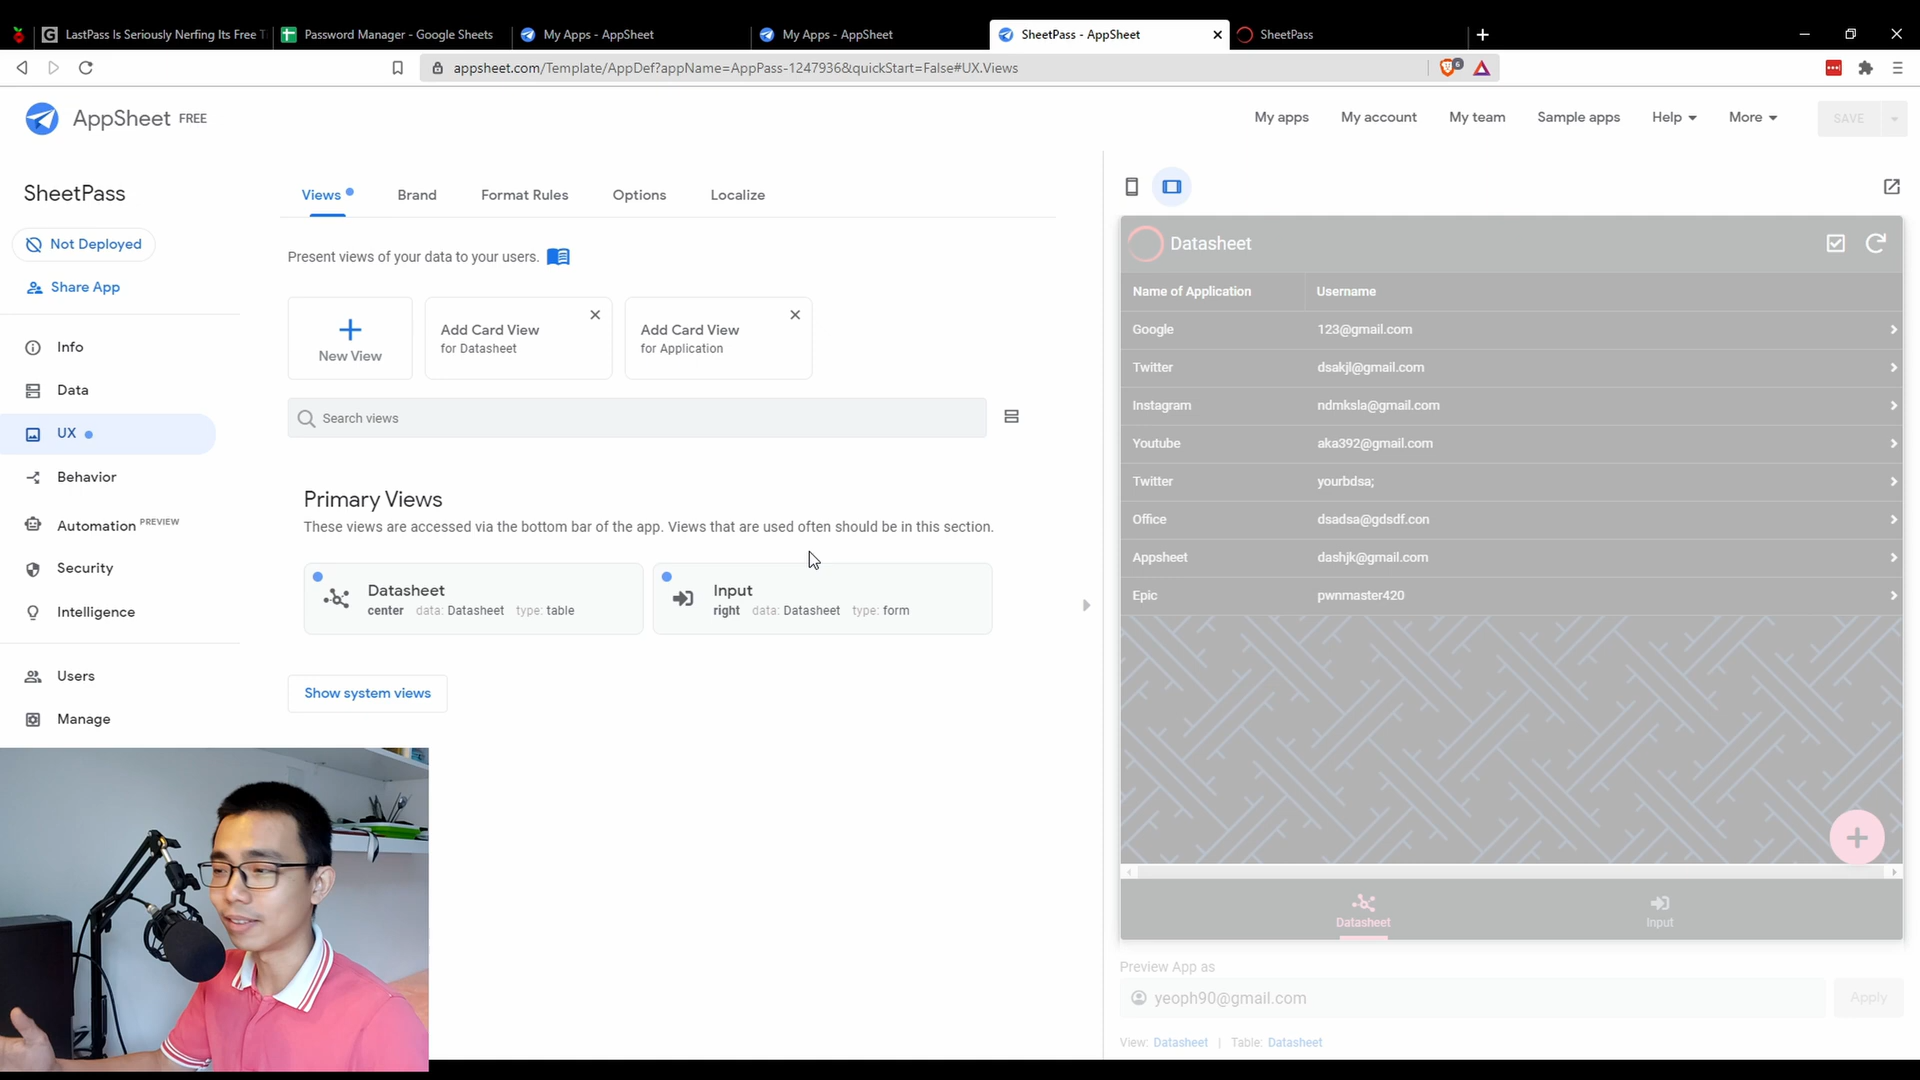 LastPass Is Seriously Nerfing Its Free T
Password Manager - Google Sheets
My Apps - AppSheet
My Apps - AppSheet
SheetPass - AppSheet
SheetPass
appsheet.com/Template/AppDef?appName=AppPass-1247936&quickStart=False#UX.Views
6
AppSheet FREE
My apps
My account
My team
Sample apps
Help
More
SAVE
SheetPass
Not Deployed
Share App
Info
Data
UX
Behavior
Automation PREVIEW
Security
Intelligence
Users
Manage
Views
Brand
Format Rules
Options
Localize
Present views of your data to your users.
New View
Add Card View
for Datasheet
Add Card View
for Application
Search views
Primary Views
These views are accessed via the bottom bar of the app. Views that are used often should be in this section.
Datasheet
center data: Datasheet type: table
Input
right data: Datasheet type: form
Show system views
Datasheet
Name of Application Username
Google 123@gmail.com
Twitter dsakjl@gmail.com
Instagram ndmksla@gmail.com
Youtube aka392@gmail.com
Twitter yourbdsa;
Office dsadsa@gdsdf.con
Appsheet dashjk@gmail.com
Epic pwnmaster420
Datasheet
Input
Preview App as
yeoph90@gmail.com
Apply
View: Datasheet | Table: Datasheet